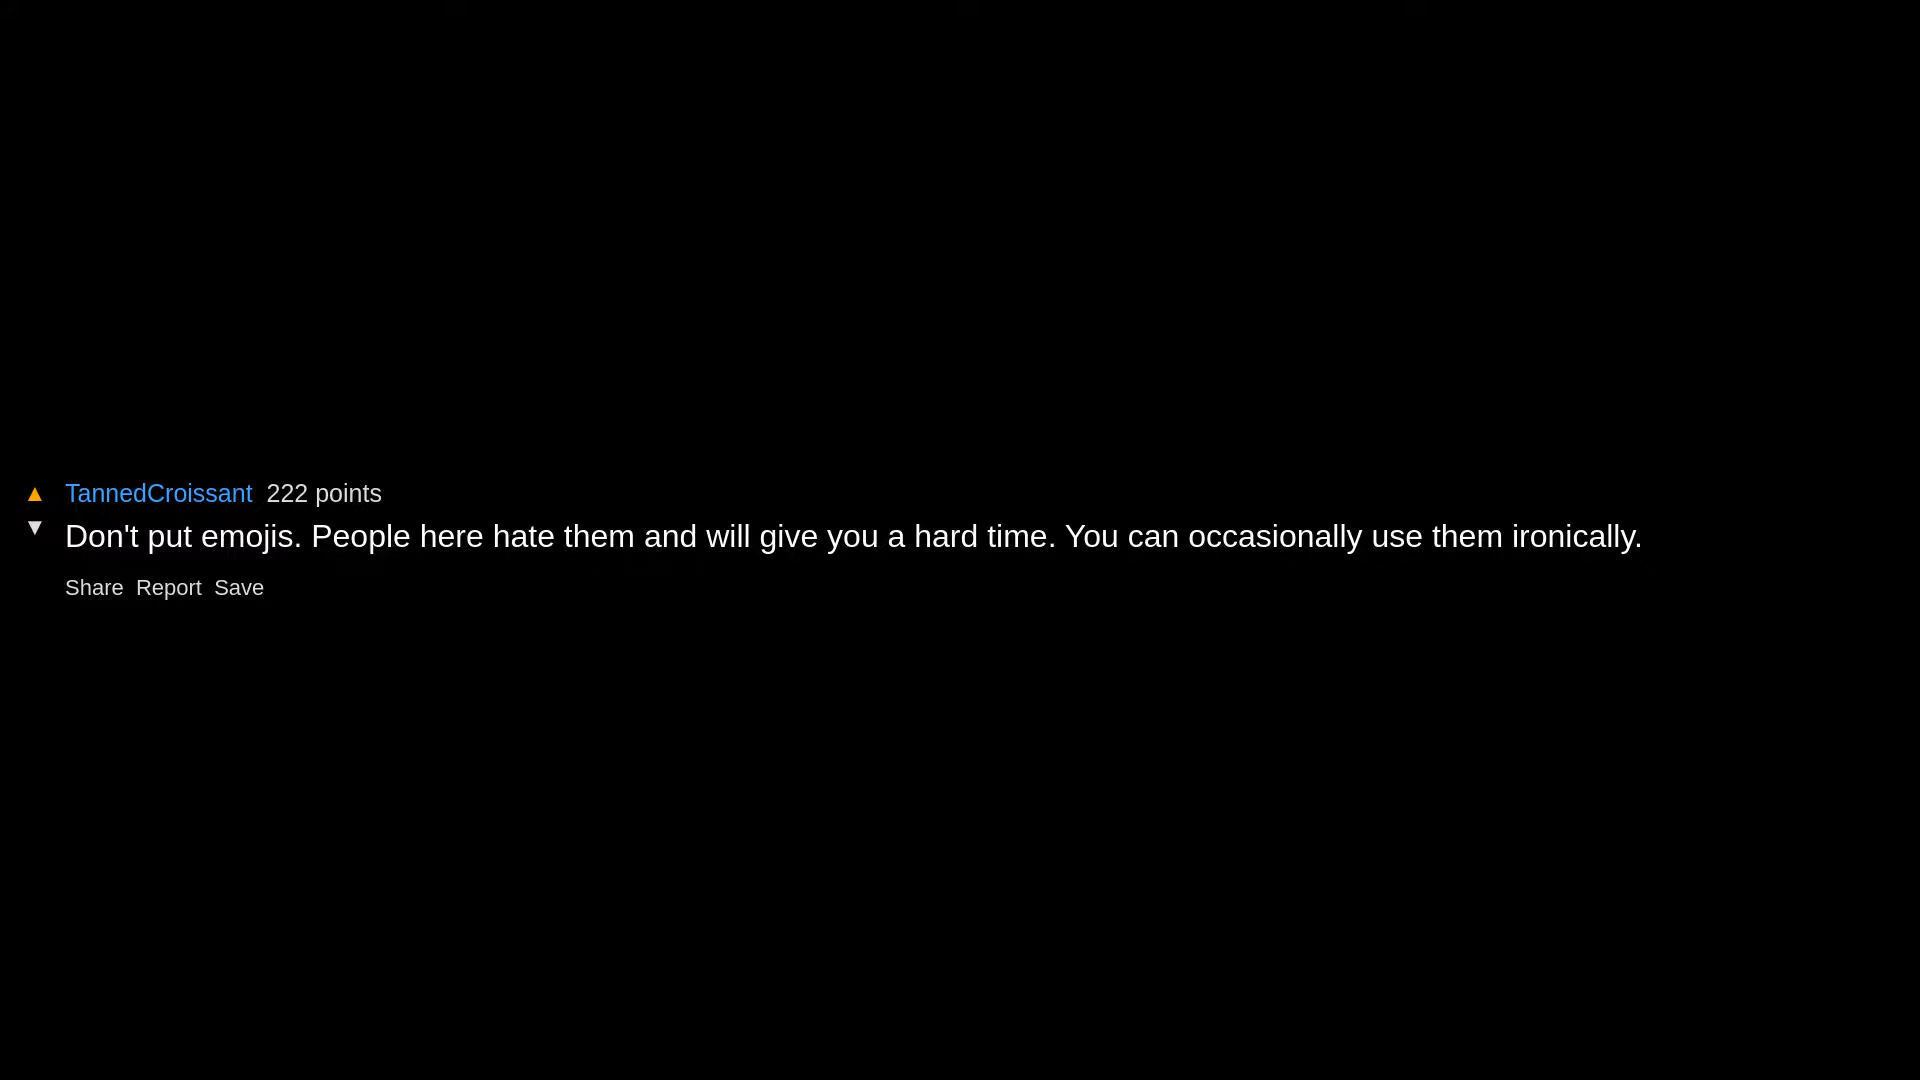 ▲ TannedCroissant 222 points
▼ Don't put emojis. People here hate them and will give you a hard time. You can occasionally use them ironically.
Share Report Save